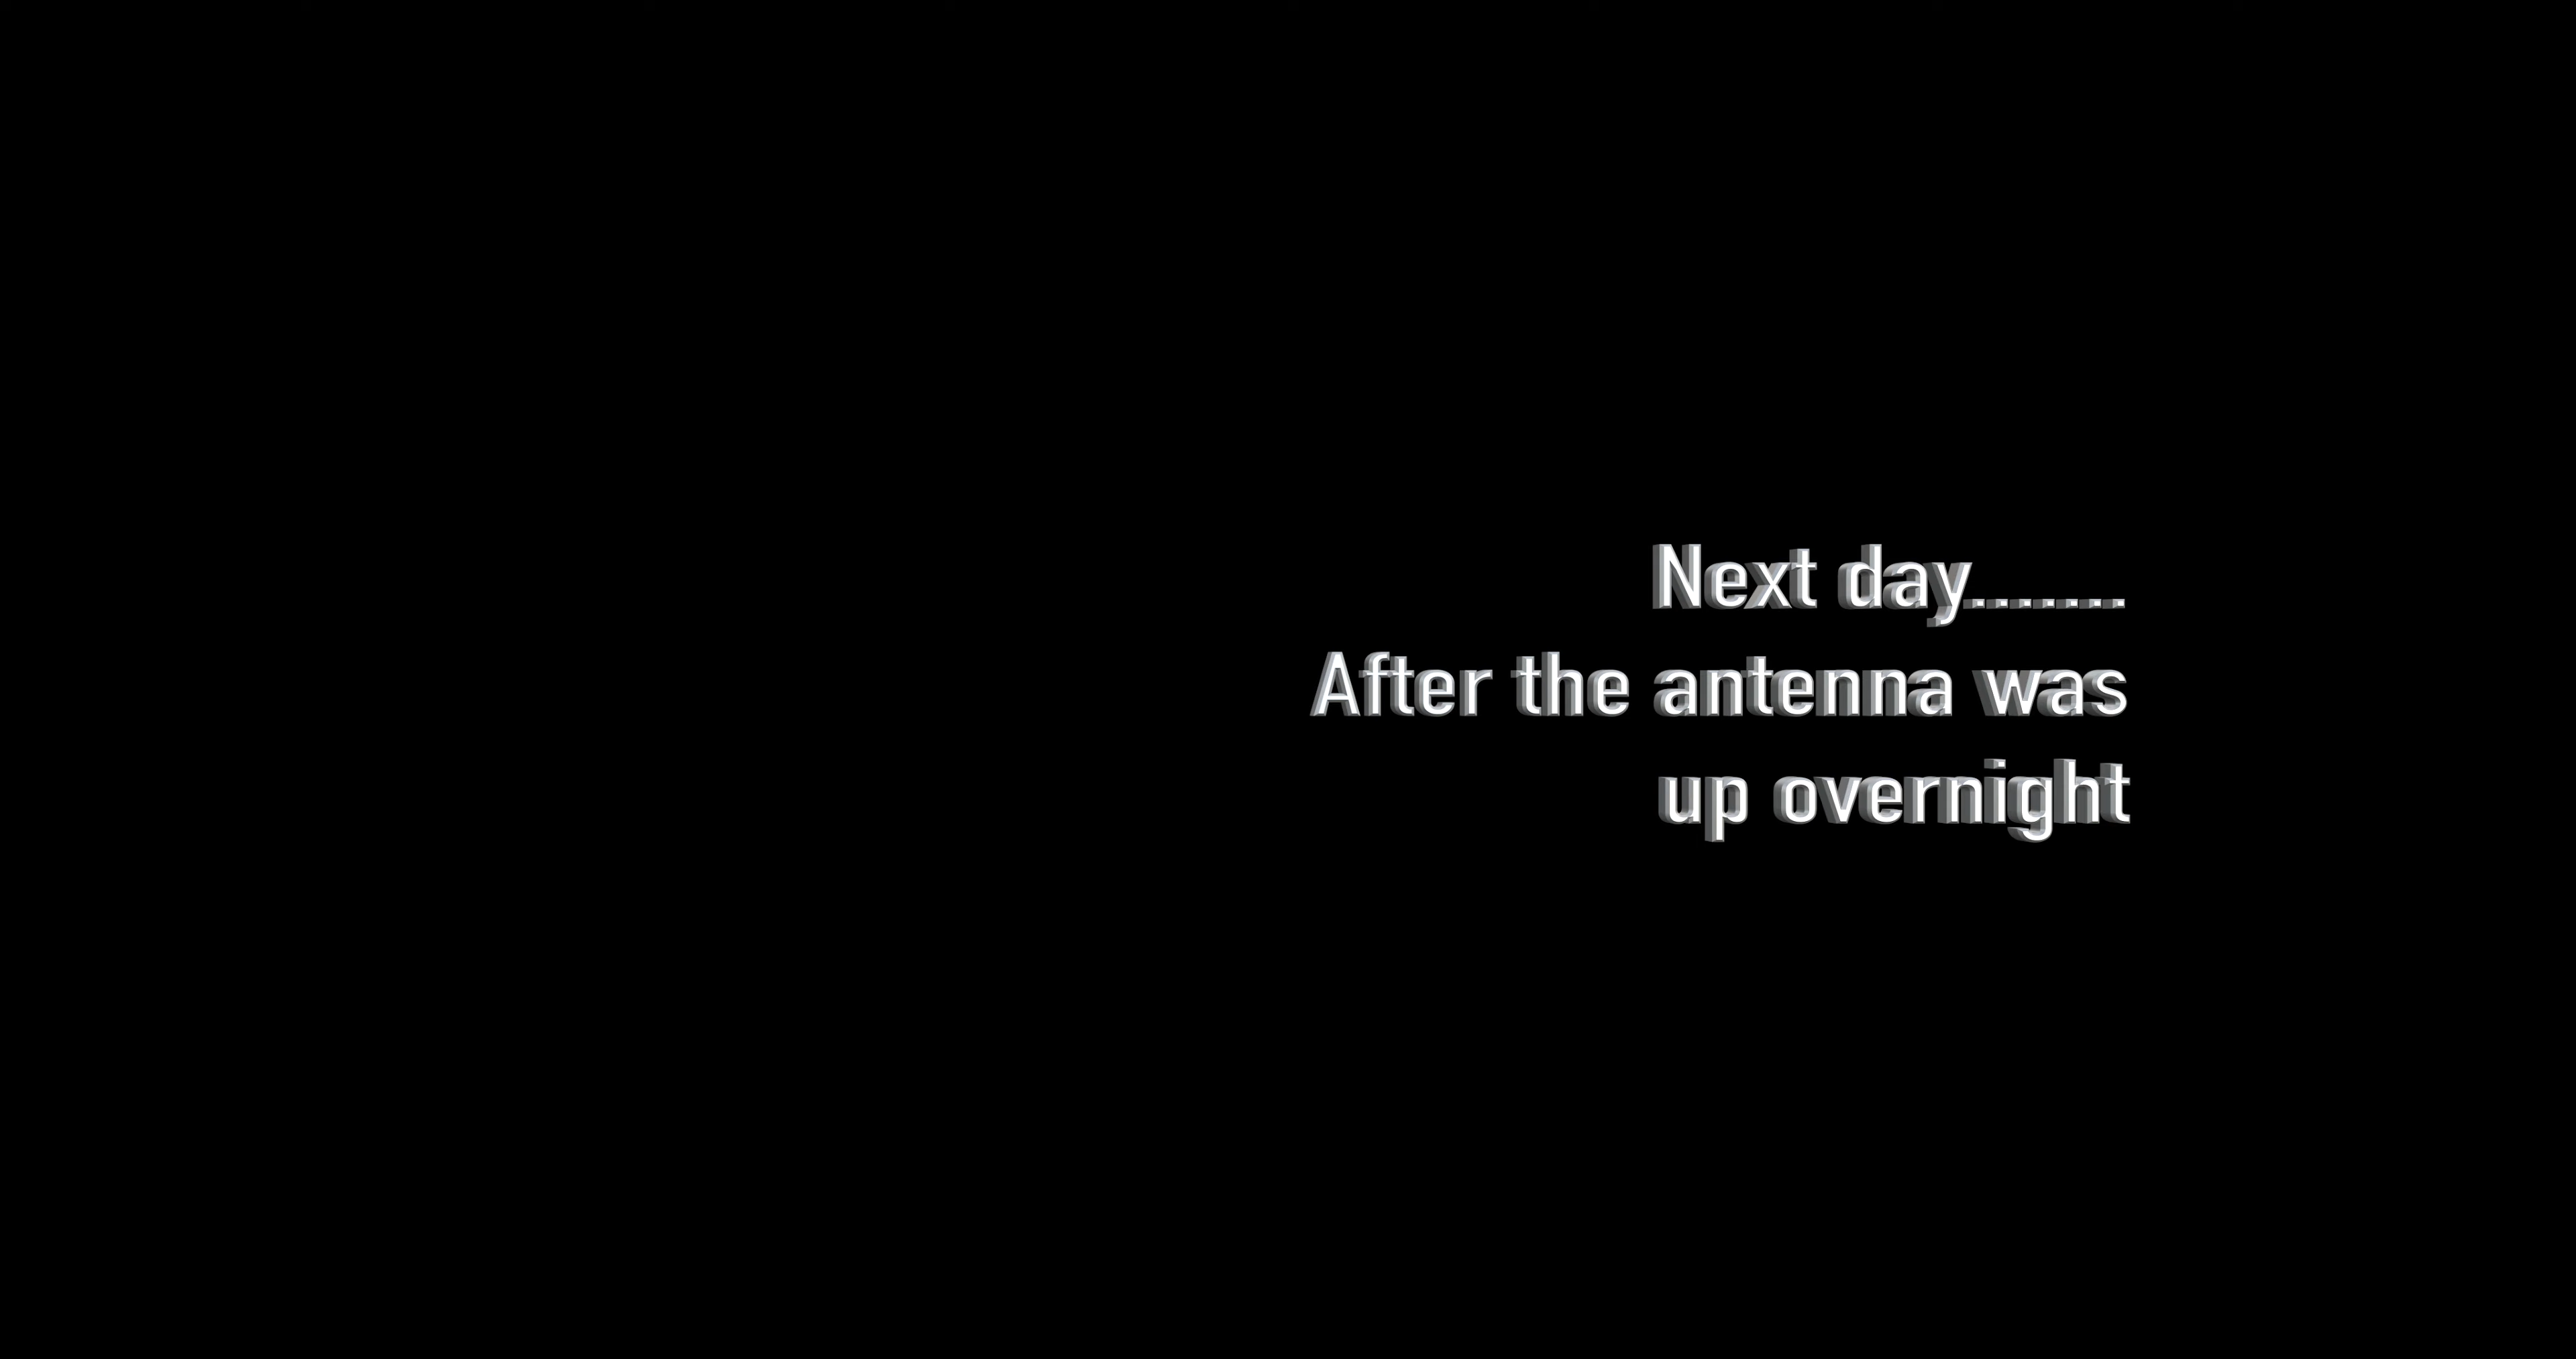 Next day.......
After the antenna was
up overnight